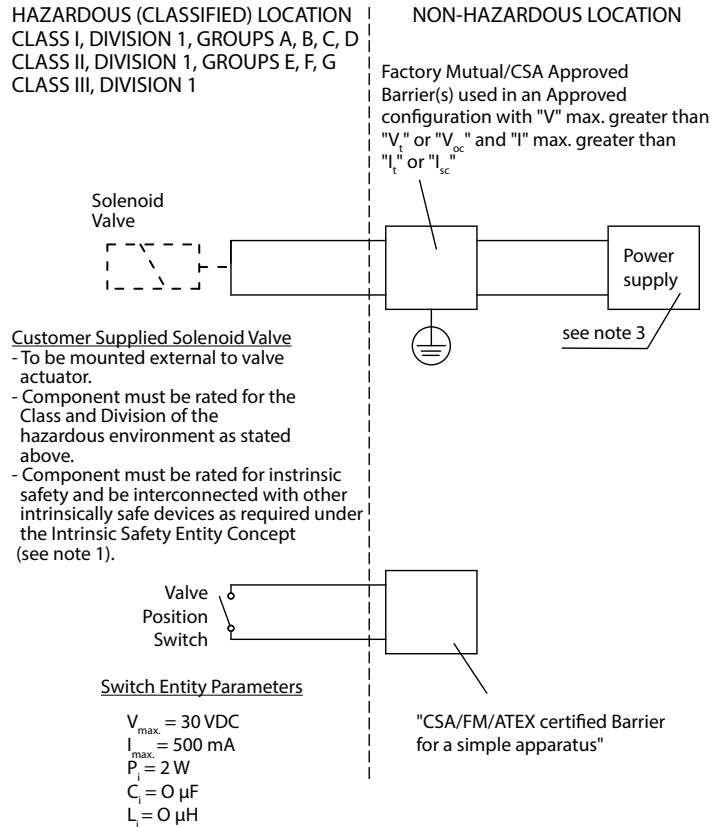 HAZARDOUS (CLASSIFIED) LOCATION
CLASS I, DIVISION 1, GROUPS A, B, C, D
CLASS II, DIVISION 1, GROUPS E, F, G
CLASS III, DIVISION 1
NON-HAZARDOUS LOCATION
Factory Mutual/CSA Approved
Barrier(s) used in an Approved
configuration with "V" max. greater than
"Vt" or "Voc" and "I" max. greater than
"It" or "Isc"
Solenoid
Valve
Power
supply
see note 3
Customer Supplied Solenoid Valve
- To be mounted external to valve
actuator.
- Component must be rated for the
Class and Division of the
hazardous environment as stated
above.
- Component must be rated for instrinsic
safety and be interconnected with other
intrinsically safe devices as required under
the Intrinsic Safety Entity Concept
(see note 1).
Valve
Position
Switch
Switch Entity Parameters
Vmax. = 30 VDC
Imax. = 500 mA
Pi = 2 W
Ci = O µF
Li = O µH
"CSA/FM/ATEX certified Barrier
for a simple apparatus"